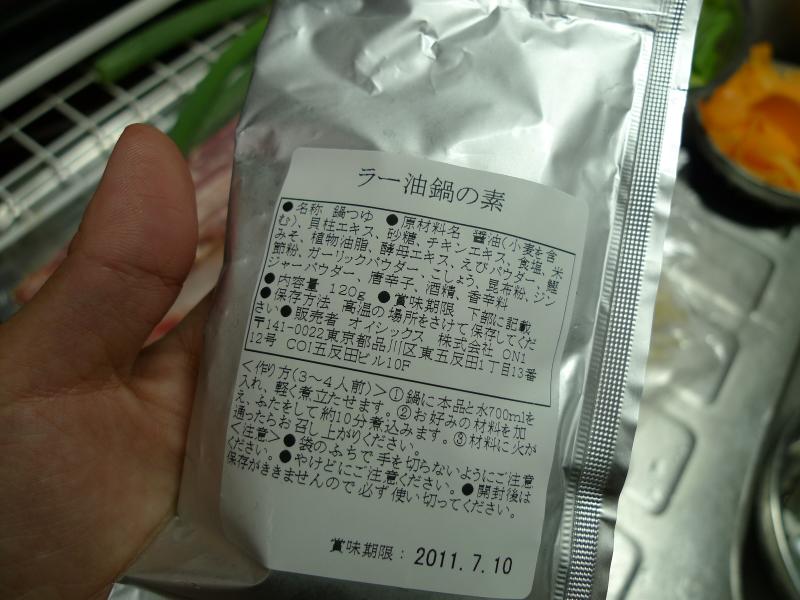 ラー油鍋の素
●名称 鍋つゆ ●原材料名 醤油(小麦を含
む)、貝柱エキス、砂糖、チキンエキス、食塩、米
みそ、植物油脂、酵母エキス、えびパウダー、鰹
節粉、ガーリックパウダー、こしょう、昆布粉、ジン
ジャーパウダー、唐辛子、酒精、香辛料
●内容量 120g ●賞味期限 下部に記載
●保存方法 高温の場所をさけて保存してくだ
さい●販売者 オイシックス 株式会社 ON1
〒141-0022東京都品川区東五反田1丁目13番
12号 COI五反田ビル10F
<作り方(3~4人前)>①鍋に本品と水700mlを
入れ、軽く煮立たせます。②お好みの材料を加
え、ふたをして約10分煮込みます。③材料に火が
通ったらお召し上がりください。
<注意>●袋のふちで手を切らないようにご注意
ください。●やけどにご注意ください。●開封後は
保存がききませんので必ず使い切ってください。
賞味期限: 2011.7.10